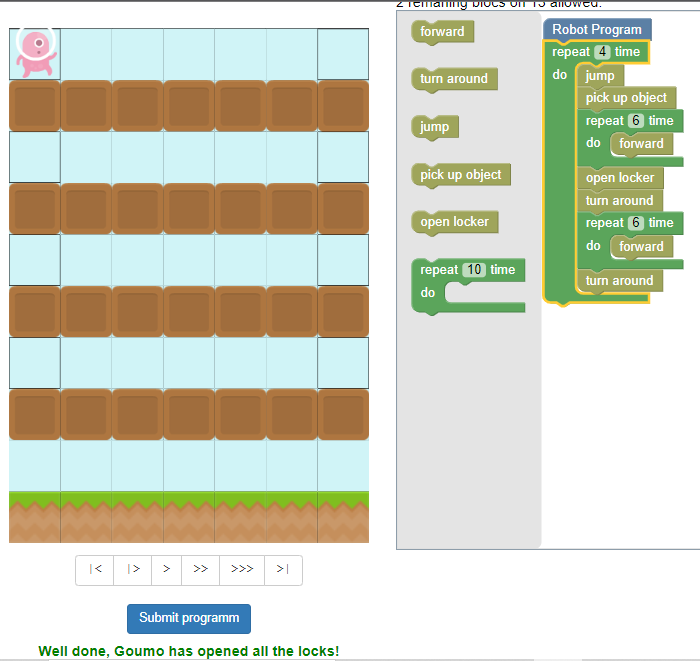 2 remaning blocs on 13 allowed.
forward
turn around
jump
pick up object
open locker
repeat 10 time
do
Robot Program
repeat 4 time
do
jump
pick up object
repeat 6 time
do forward
open locker
turn around
repeat 6 time
do forward
turn around
|< |> > >> >>> >|
Submit programm
Well done, Goumo has opened all the locks!